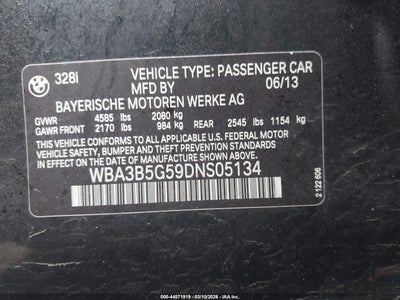 328i VEHICLE TYPE: PASSENGER CAR
MFD BY 06/13
BAYERISCHE MOTOREN WERKE AG
GVWR 4585 lbs 2080 kg
GAWR FRONT 2170 lbs 984 kg REAR 2545 lbs 1154 kg
THIS VEHICLE CONFORMS TO ALL APPLICABLE U.S. FEDERAL MOTOR
VEHICLE SAFETY, BUMPER AND THEFT PREVENTION STANDARDS
IN EFFECT ON THE DATE OF MANUFACTURE SHOWN ABOVE.
WBA3B5G59DNS05134
2 122 606
000-44571919 - 03/10/2026 - IAA, Inc.